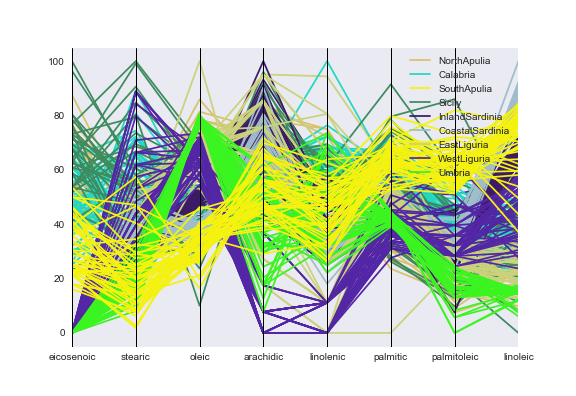 100
80
60
40
20
0
eicosenoic stearic oleic arachidic linolenic palmitic palmitoleic linoleic
NorthApulia
Calabria
SouthApulia
Sicily
InlandSardinia
CoastalSardinia
EastLiguria
WestLiguria
Umbria